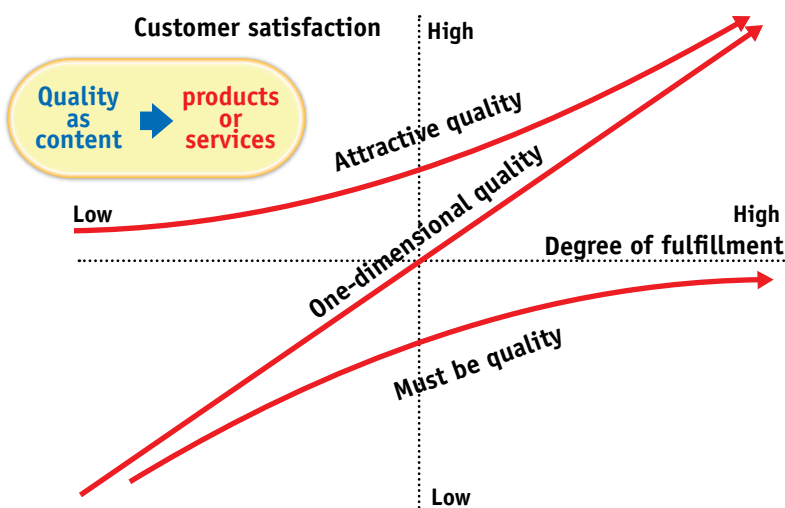 Customer satisfaction
High
Quality
as
content
products
or
services
Attractive quality
One-dimensional quality
Low
High
Degree of fulfillment
Must be quality
Low